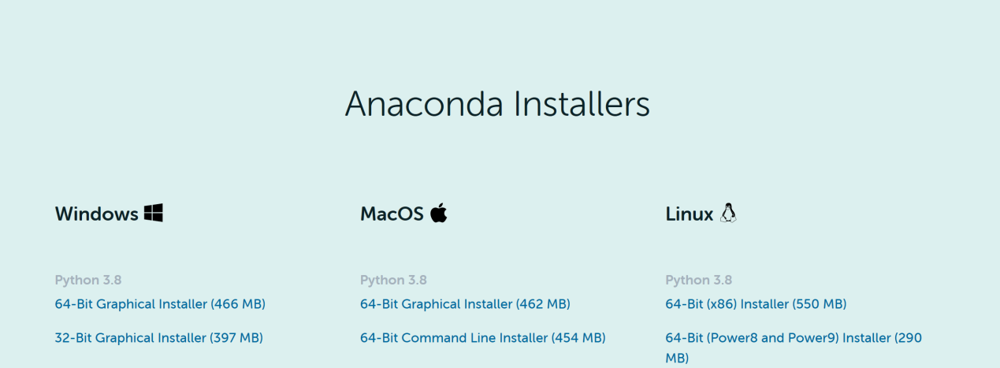 Anaconda Installers
Windows
Python 3.8
64-Bit Graphical Installer (466 MB)
32-Bit Graphical Installer (397 MB)
MacOS
Python 3.8
64-Bit Graphical Installer (462 MB)
64-Bit Command Line Installer (454 MB)
Linux
Python 3.8
64-Bit (x86) Installer (550 MB)
64-Bit (Power8 and Power9) Installer (290
MB)